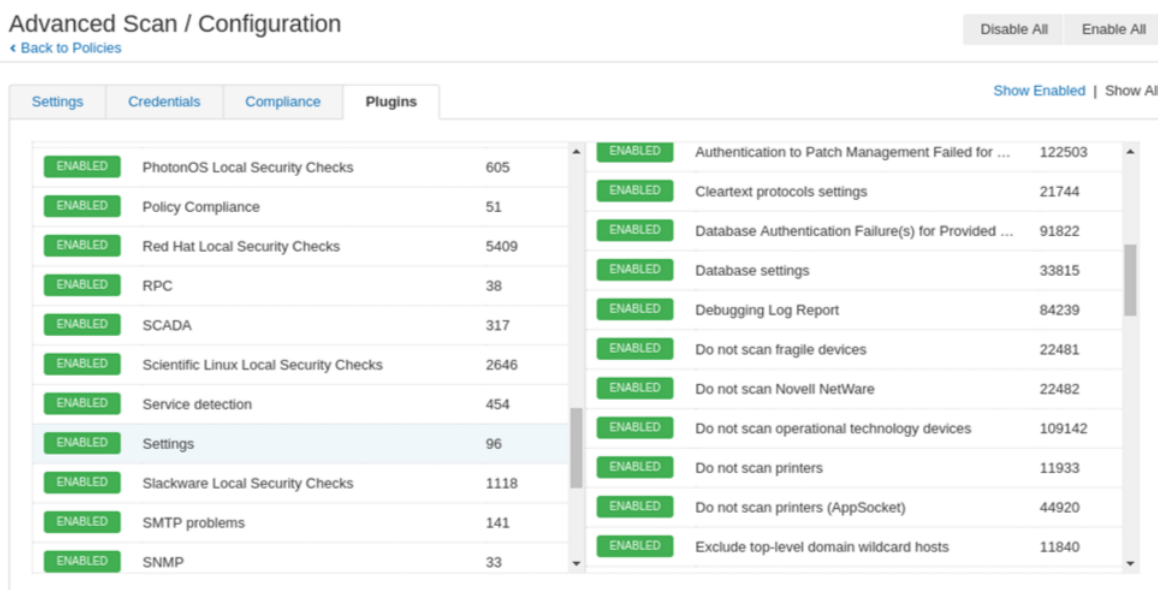 Advanced Scan / Configuration
Disable All
Enable All
Back to Policies
Settings
Credentials
Compliance
Plugins
Show Enabled | Show All
ENABLED PhotonOS Local Security Checks 605
ENABLED Policy Compliance 51
ENABLED Red Hat Local Security Checks 5409
ENABLED RPC 38
ENABLED SCADA 317
ENABLED Scientific Linux Local Security Checks 2646
ENABLED Service detection 454
ENABLED Settings 96
ENABLED Slackware Local Security Checks 1118
ENABLED SMTP problems 141
ENABLED SNMP 33
ENABLED Authentication to Patch Management Failed for ... 122503
ENABLED Cleartext protocols settings 21744
ENABLED Database Authentication Failure(s) for Provided ... 91822
ENABLED Database settings 33815
ENABLED Debugging Log Report 84239
ENABLED Do not scan fragile devices 22481
ENABLED Do not scan Novell NetWare 22482
ENABLED Do not scan operational technology devices 109142
ENABLED Do not scan printers 11933
ENABLED Do not scan printers (AppSocket) 44920
ENABLED Exclude top-level domain wildcard hosts 11840